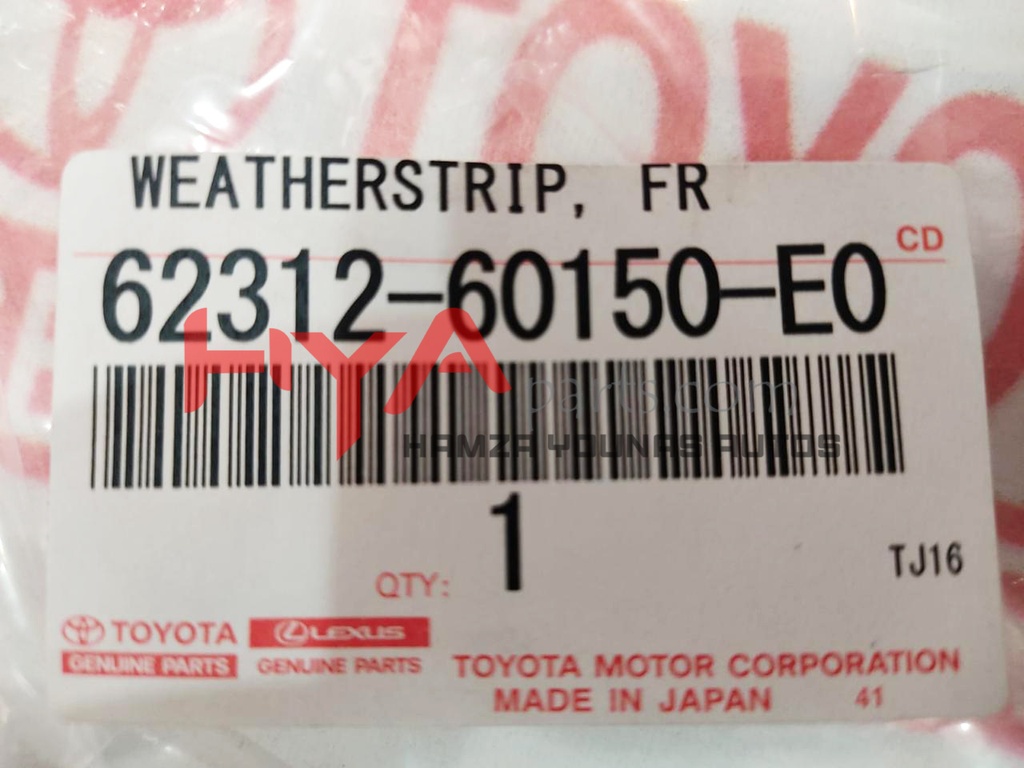 TOYO
WEATHERSTRIP, FR
CD
62312-60150-E0
HYA
parts.com
HAMZA YOUNAS AUTOS
1
QTY:
TJ16
TOYOTA LEXUS
GENUINE PARTS GENUINE PARTS
TOYOTA MOTOR CORPORATION
MADE IN JAPAN 41